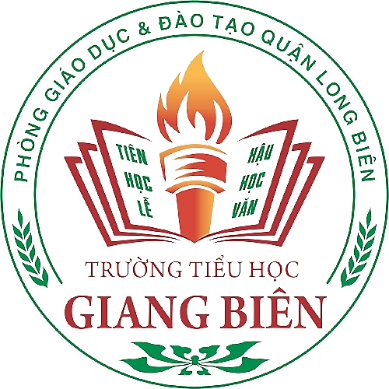 PHÒNG GIÁO DỤC & ĐÀO TẠO QUẬN LONG BIÊN
TIÊN
HỌC
LỄ
HẬU
HỌC
VĂN
TRƯỜNG TIỂU HỌC
GIANG BIÊN